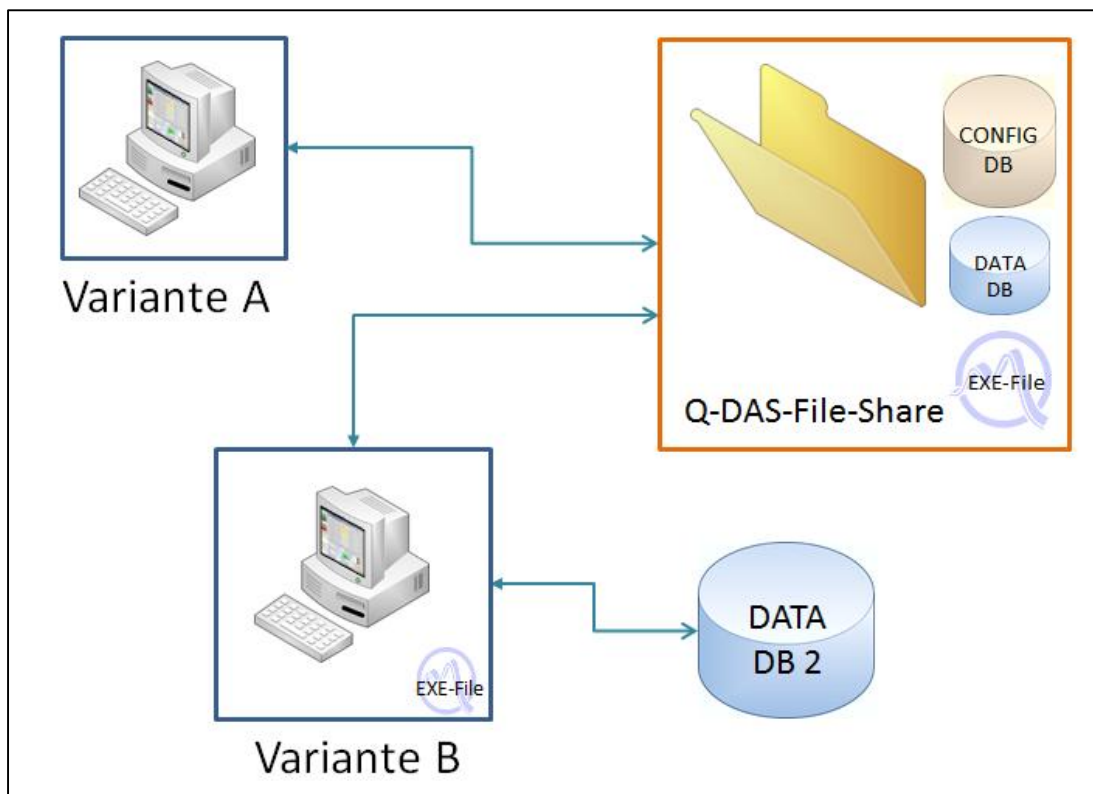 Variante A
CONFIG
DB
DATA
DB
EXE-File
Q-DAS-File-Share
EXE-File
Variante B
DATA
DB 2